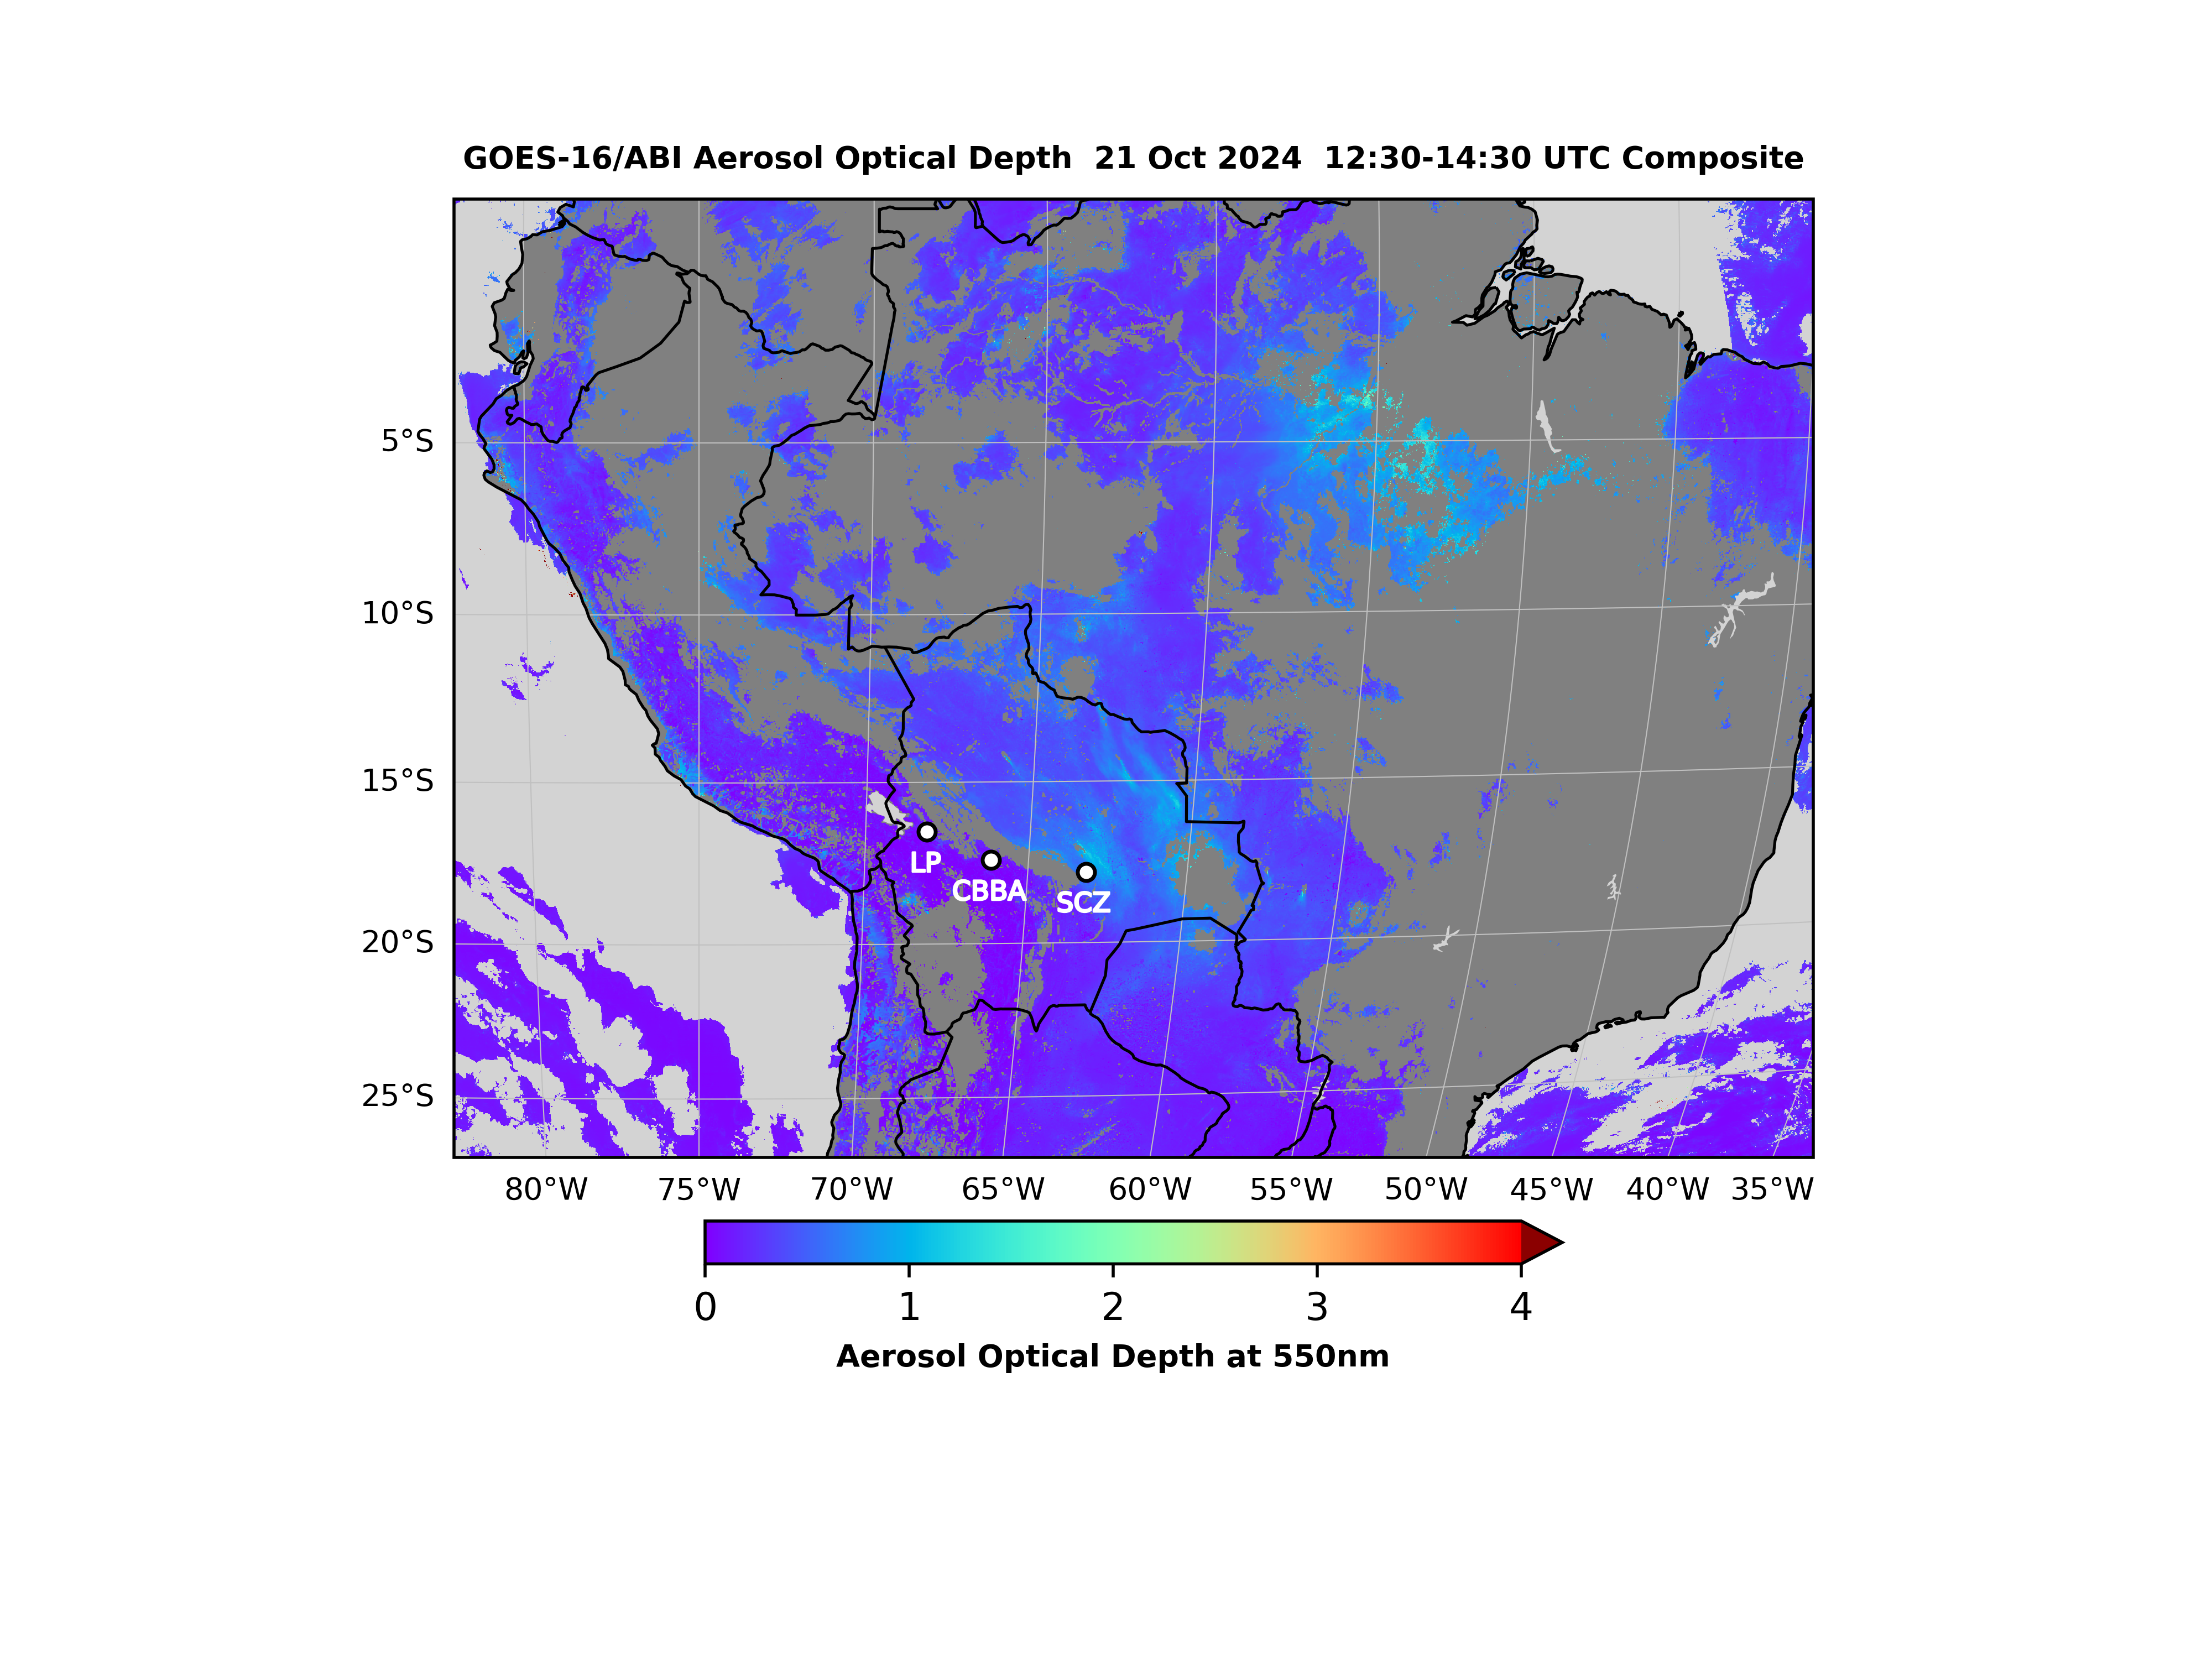 GOES-16/ABI Aerosol Optical Depth  21 Oct 2024  12:30-14:30 UTC Composite
5°S
10°S
15°S
20°S
25°S
LP
CBBA
SCZ
80°W 75°W 70°W 65°W 60°W 55°W 50°W 45°W 40°W 35°W
0 1 2 3 4
Aerosol Optical Depth at 550nm